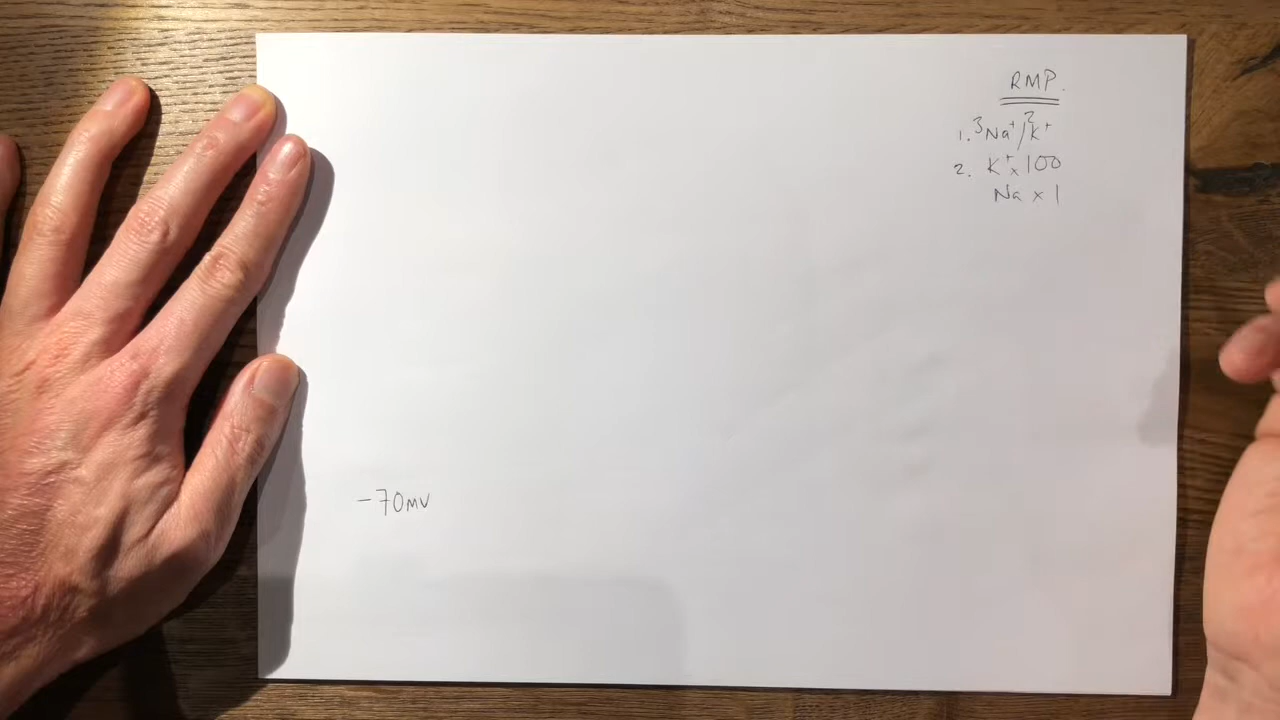 RMP.
1. 3Na+/2K+
2. K+ x 100
Na x 1
-70mV